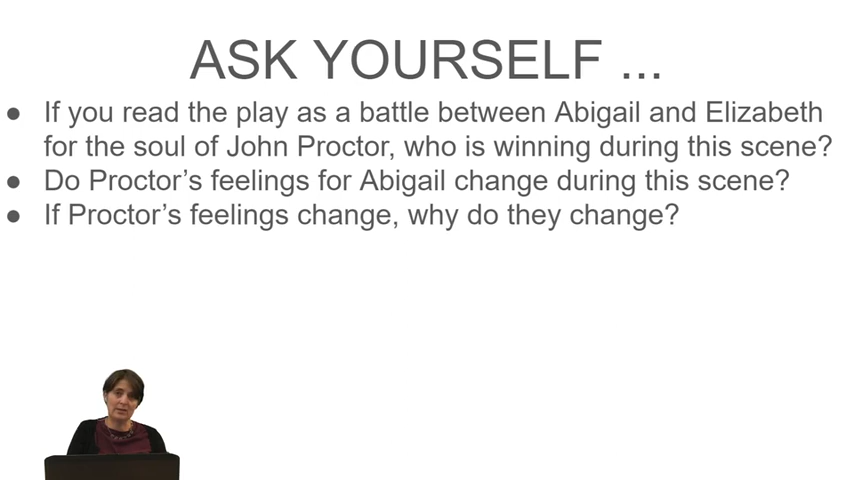 ASK YOURSELF ...
● If you read the play as a battle between Abigail and Elizabeth
for the soul of John Proctor, who is winning during this scene?
● Do Proctor’s feelings for Abigail change during this scene?
● If Proctor’s feelings change, why do they change?